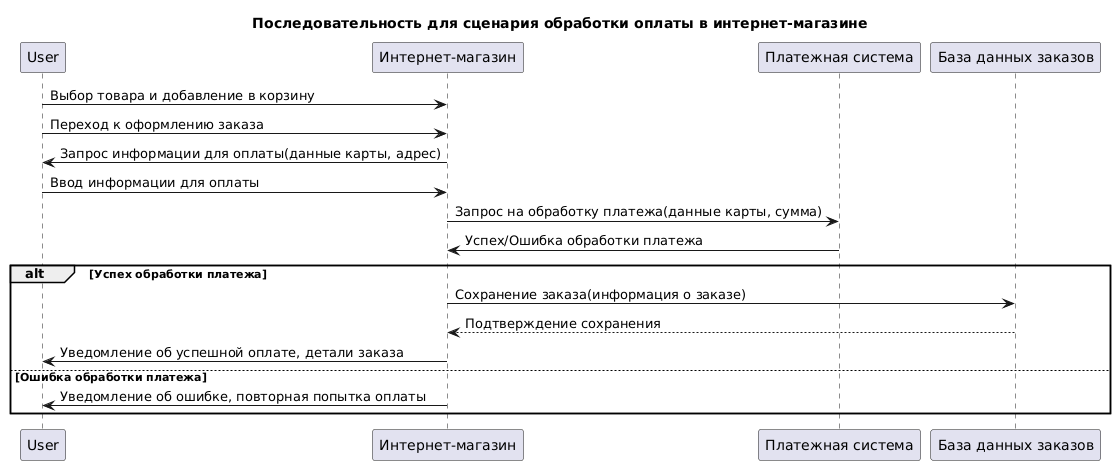 Последовательность для сценария обработки оплаты в интернет-магазине
User Интернет-магазин Платежная система База данных заказов
Выбор товара и добавление в корзину
Переход к оформлению заказа
Запрос информации для оплаты(данные карты, адрес)
Ввод информации для оплаты
Запрос на обработку платежа(данные карты, сумма)
Успех/Ошибка обработки платежа
alt [Успех обработки платежа]
Сохранение заказа(информация о заказе)
Подтверждение сохранения
Уведомление об успешной оплате, детали заказа
[Ошибка обработки платежа]
Уведомление об ошибке, повторная попытка оплаты
User Интернет-магазин Платежная система База данных заказов